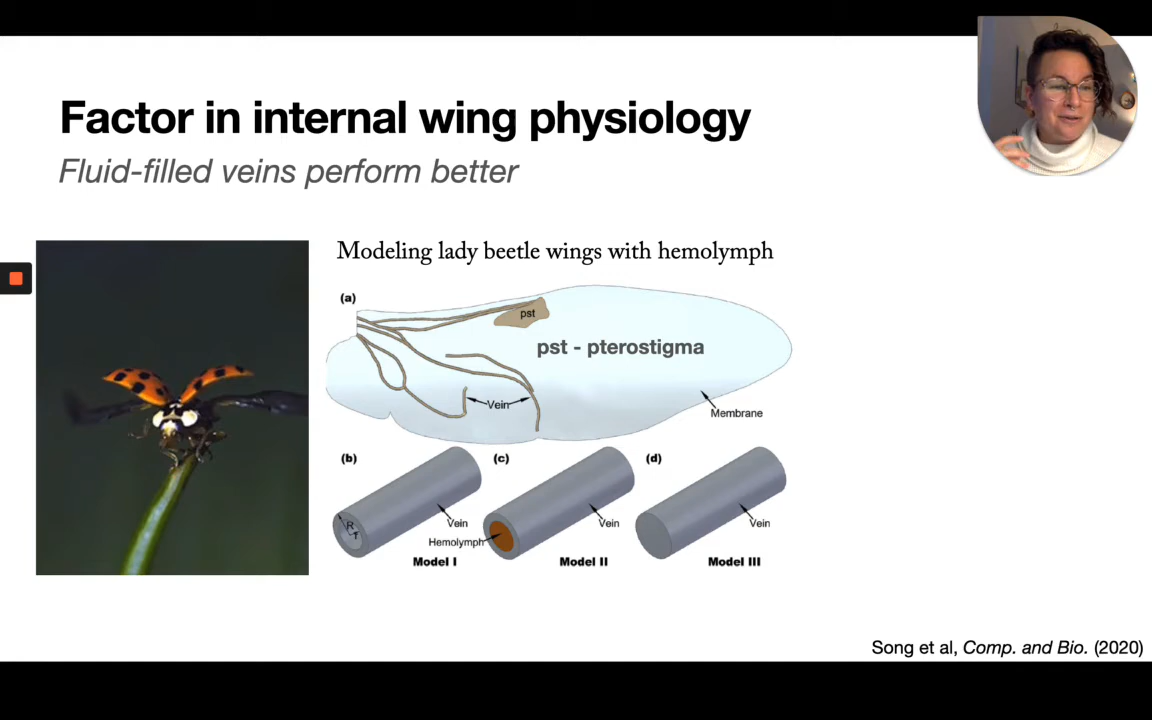 Factor in internal wing physiology
Fluid-filled veins perform better
Modeling lady beetle wings with hemolymph
(a)
pst
pst - pterostigma
Vein
Membrane
(b)
(c)
(d)
R
r
Vein
Vein
Vein
Hemolymph
Model I
Model II
Model III
Song et al, Comp. and Bio. (2020)